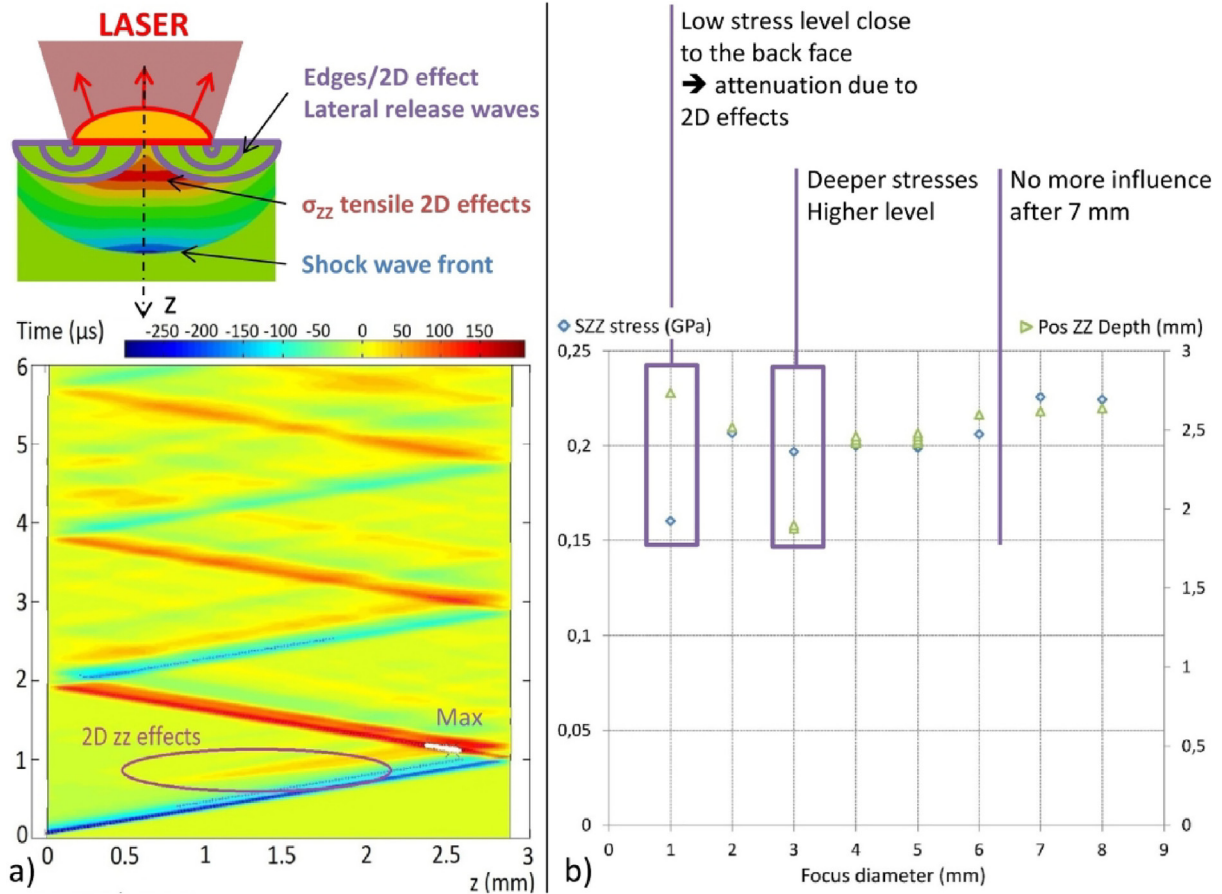 LASER
Edges/2D effect
Lateral release waves
σZZ tensile 2D effects
Shock wave front
z
Time (µs)
-250 -200 -150 -100 -50 0 50 100 150
6
5
4
3
2
1
0
2D zz effects
Max
0 0.5 1 1.5 2 2.5 3
z (mm)
a)
Low stress level close
to the back face
➔ attenuation due to
2D effects
Deeper stresses
Higher level
No more influence
after 7 mm
SZZ stress (GPa)
Pos ZZ Depth (mm)
0,25
0,2
0,15
0,1
0,05
0
3
2,5
2
1,5
1
0,5
0
0 1 2 3 4 5 6 7 8 9
Focus diameter (mm)
b)